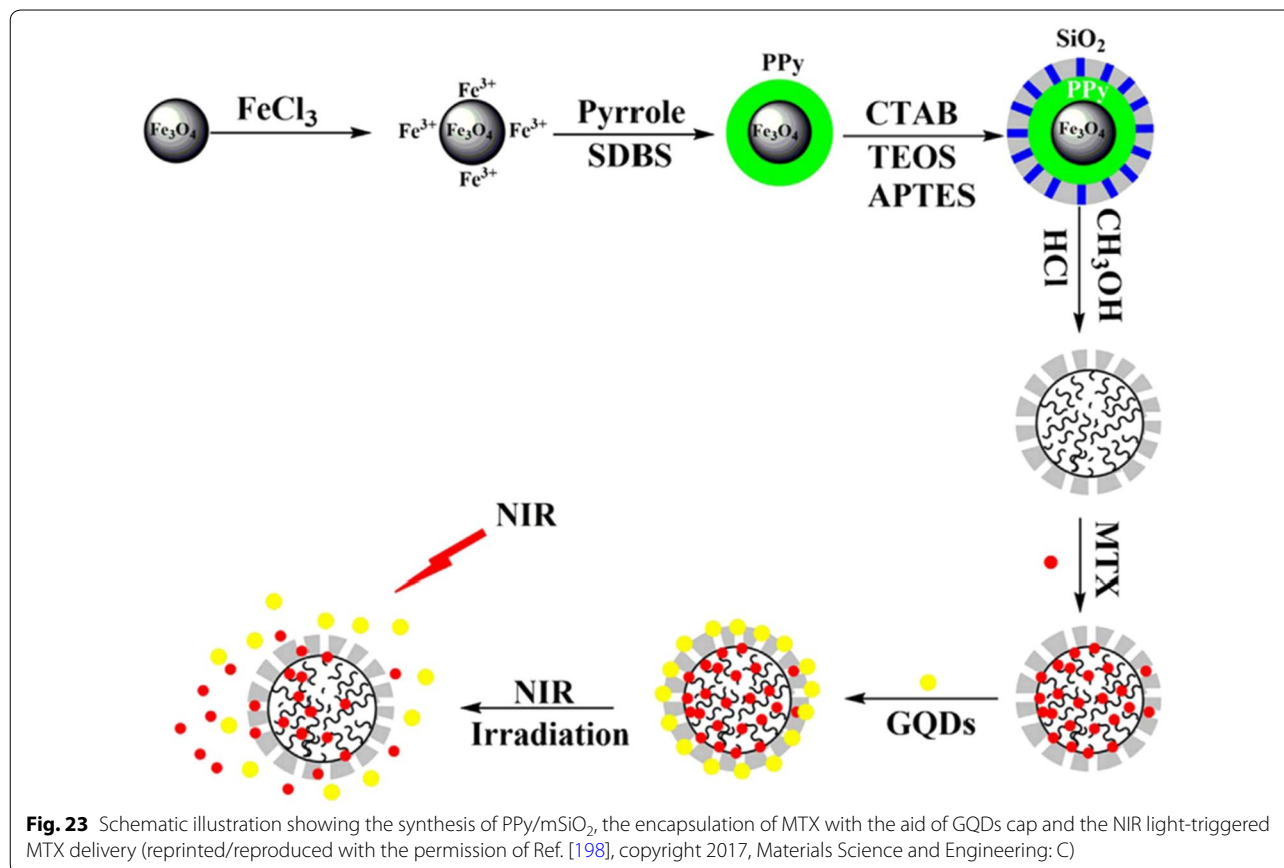 SiO₂
PPy
Fe₃O₄
FeCl₃
Fe³⁺
Fe³⁺ Fe₃O₄ Fe³⁺
Fe³⁺
Pyrrole
SDBS
PPy
Fe₃O₄
CTAB
TEOS
APTES
Fe₃O₄
CH₃OH
HCl
MTX
GQDs
NIR
Irradiation
NIR
Fig. 23 Schematic illustration showing the synthesis of PPy/mSiO₂, the encapsulation of MTX with the aid of GQDs cap and the NIR light-triggered
MTX delivery (reprinted/reproduced with the permission of Ref. [198], copyright 2017, Materials Science and Engineering: C)